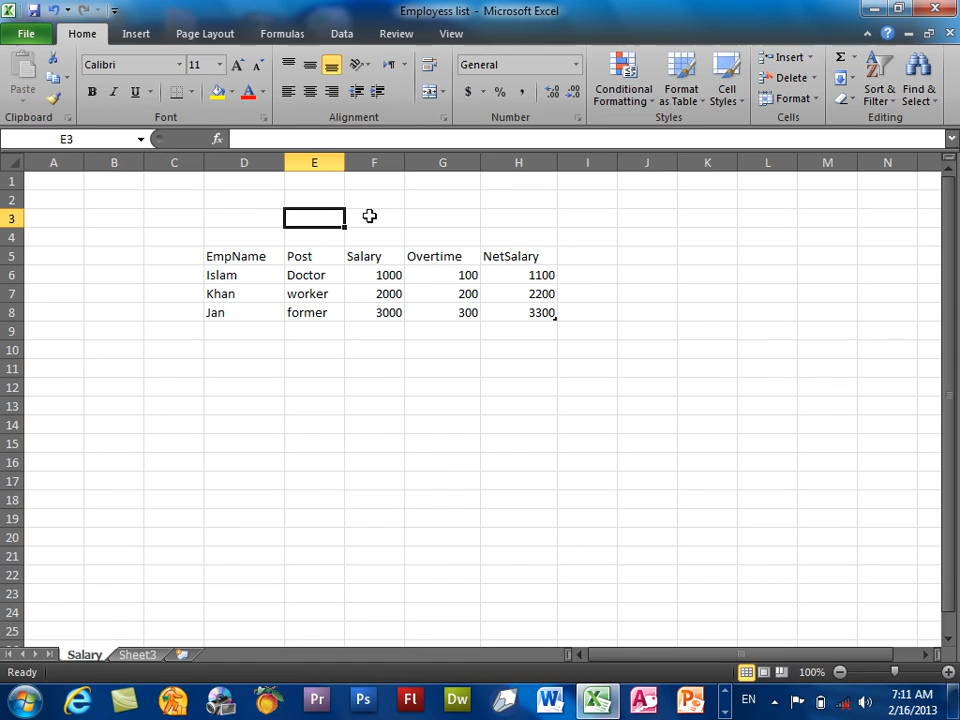 Employess list - Microsoft Excel
File Home Insert Page Layout Formulas Data Review View
Paste
Calibri 11
General
B I U
$ % ,
Conditional Formatting
Format as Table
Cell Styles
Insert
Delete
Format
Σ
Sort & Filter
Find & Select
Clipboard Font Alignment Number Styles Cells Editing
E3 fx
A B C D E F G H I J K L M N
1
2
3
4
5 EmpName Post Salary Overtime NetSalary
6 Islam Doctor 1000 100 1100
7 Khan worker 2000 200 2200
8 Jan former 3000 300 3300
9
10
11
12
13
14
15
16
17
18
19
20
21
22
23
24
25
Salary Sheet3
Ready 100%
Pr Ps Fl Dw EN 7:11 AM
2/16/2013